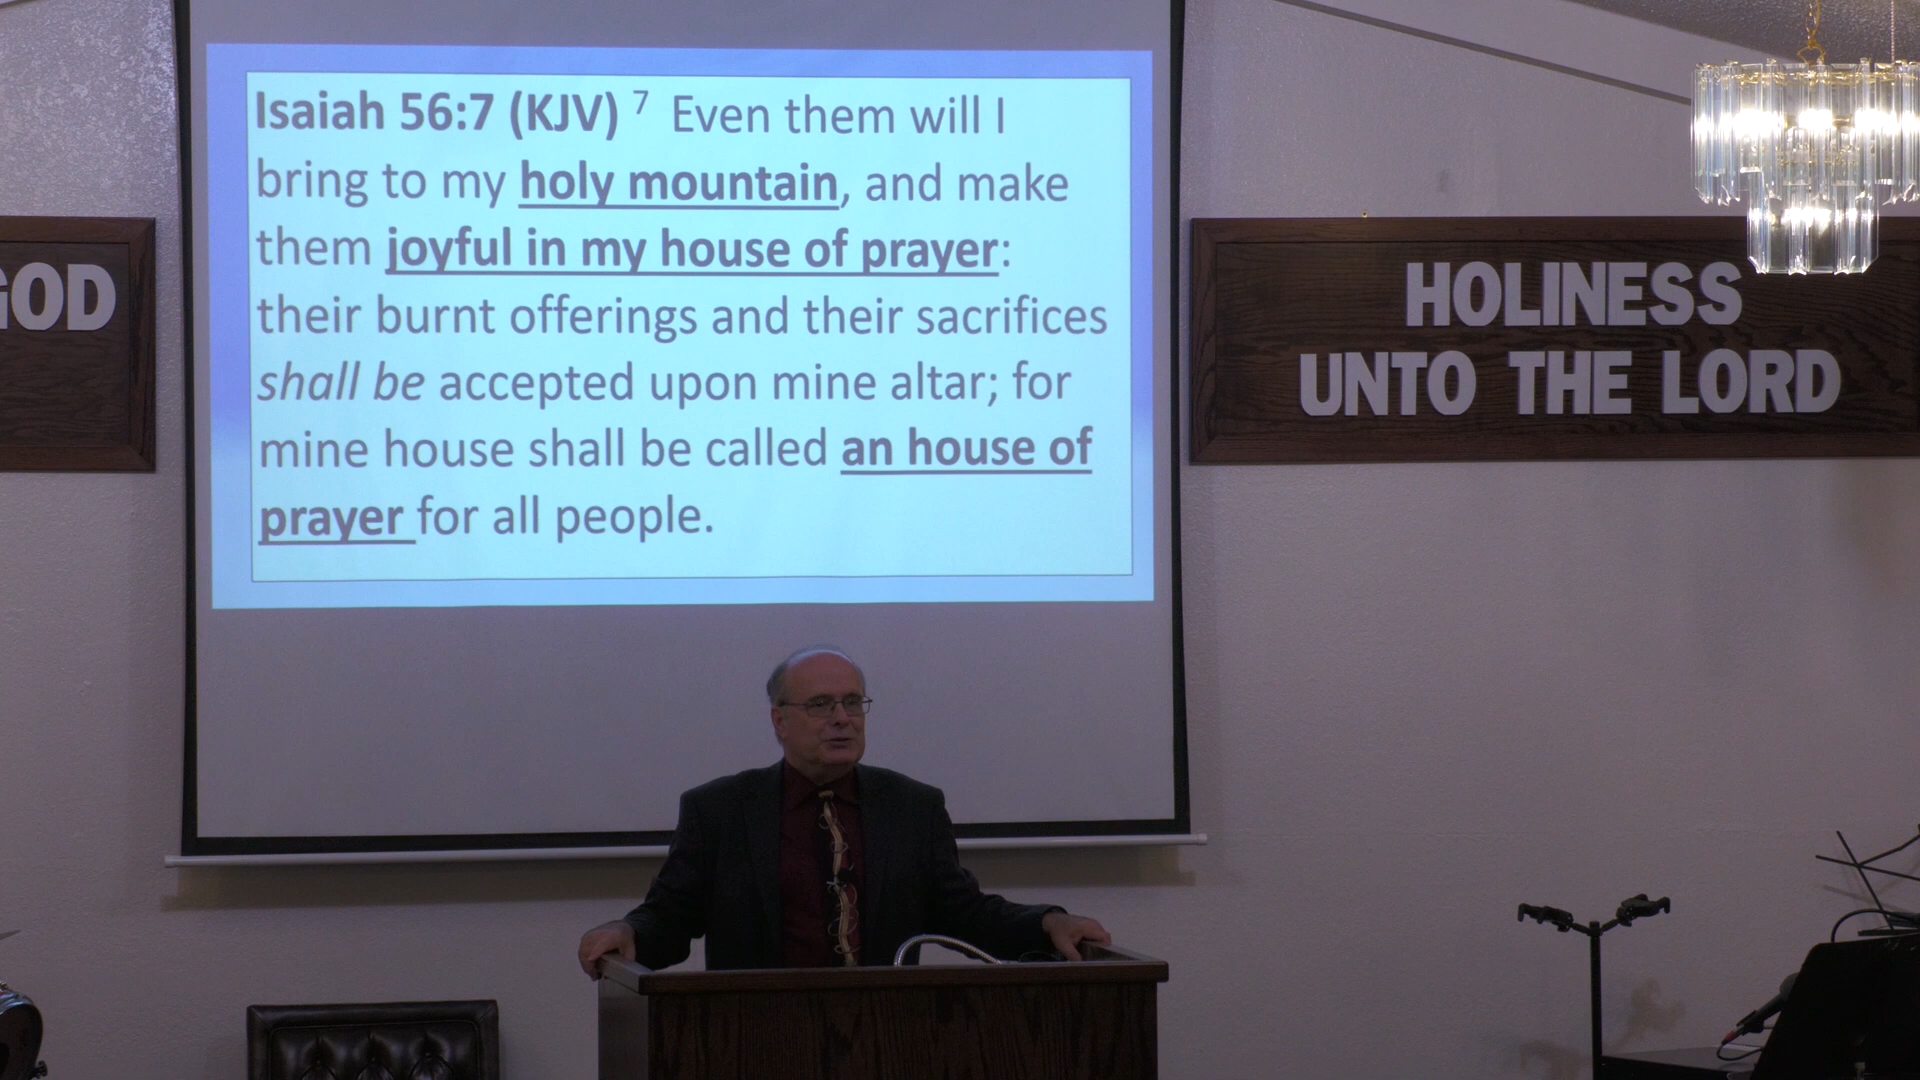 Isaiah 56:7 (KJV) 7 Even them will I
bring to my holy mountain, and make
them joyful in my house of prayer:
their burnt offerings and their sacrifices
shall be accepted upon mine altar; for
mine house shall be called an house of
prayer for all people.
GOD
HOLINESS
UNTO THE LORD